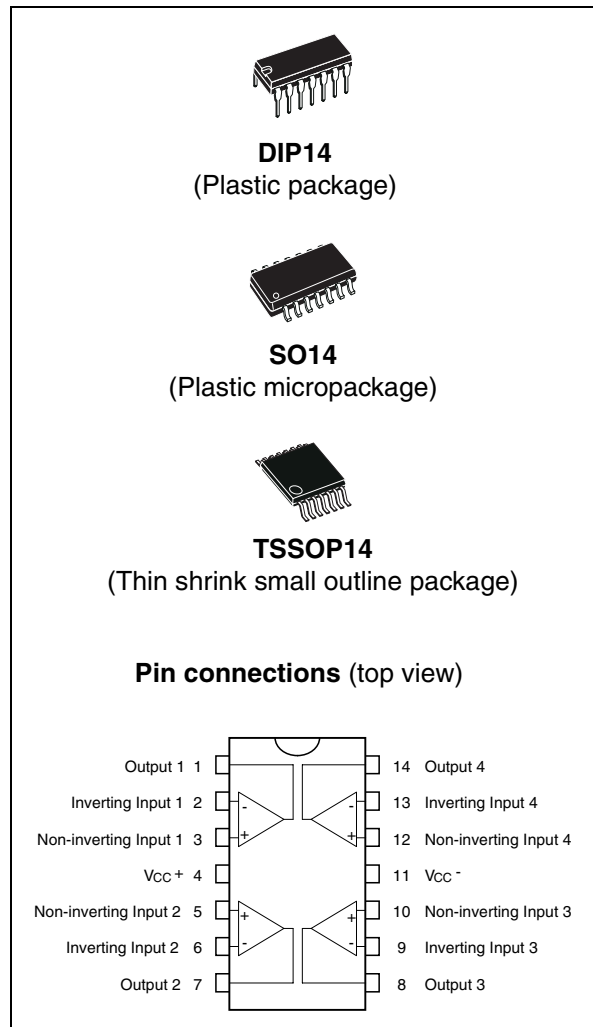 DIP14
(Plastic package)
SO14
(Plastic micropackage)
TSSOP14
(Thin shrink small outline package)
Pin connections (top view)
Output 1 1 14 Output 4
Inverting Input 1 2 - - 13 Inverting Input 4
Non-inverting Input 1 3 + + 12 Non-inverting Input 4
VCC + 4 11 VCC -
Non-inverting Input 2 5 + + 10 Non-inverting Input 3
Inverting Input 2 6 - - 9 Inverting Input 3
Output 2 7 8 Output 3